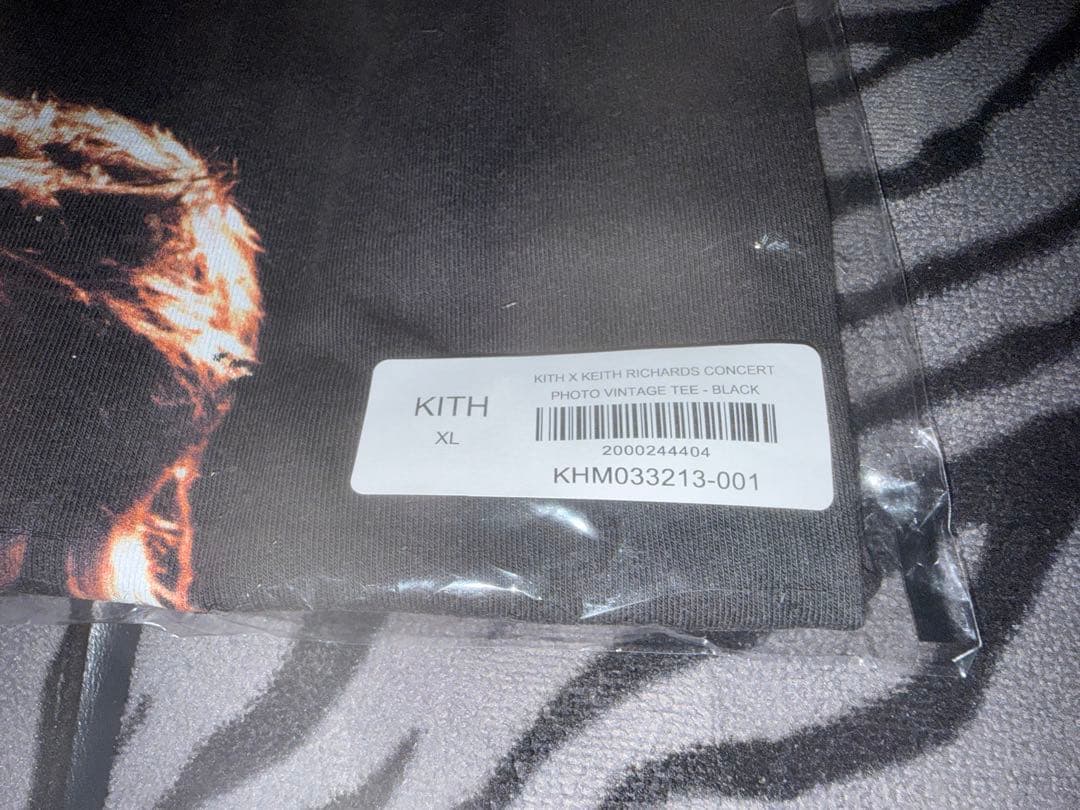 KITH
XL
KITH X KEITH RICHARDS CONCERT
PHOTO VINTAGE TEE - BLACK
2000244404
KHM033213-001